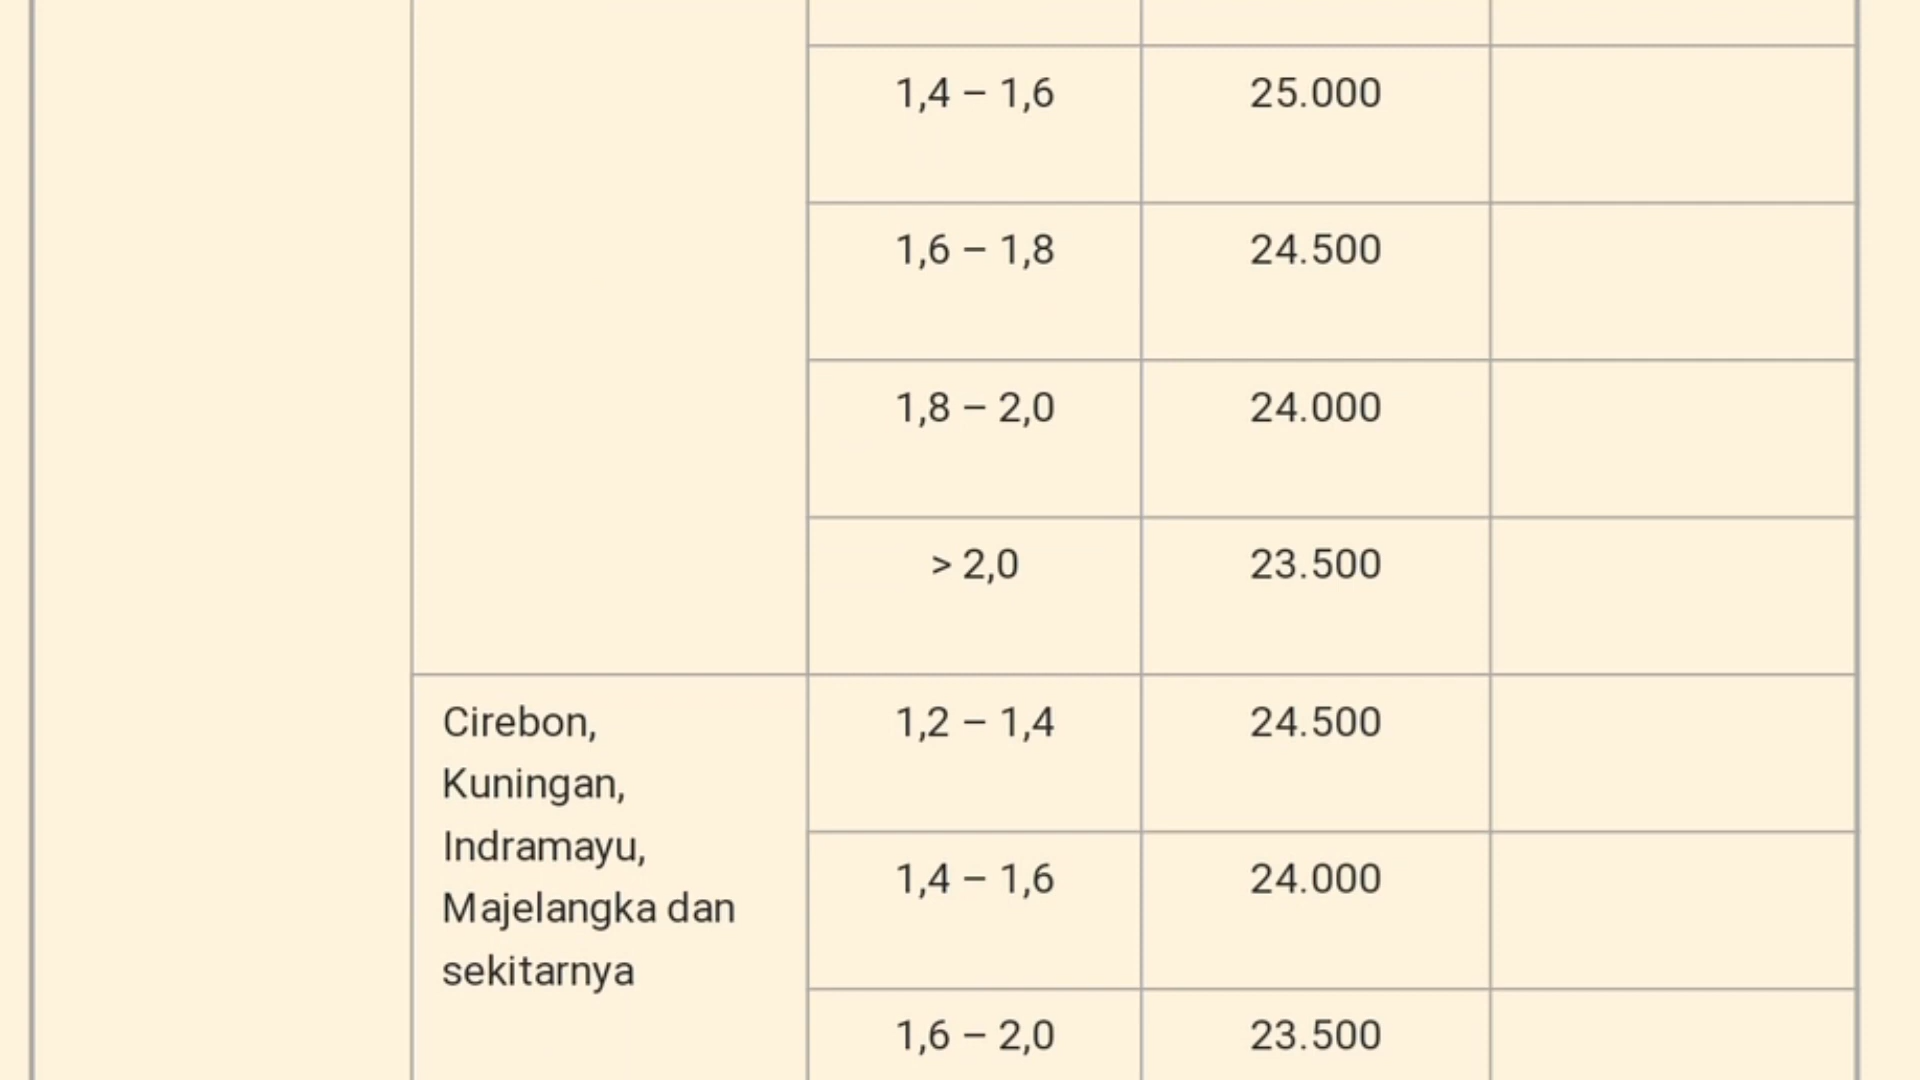 1,4 – 1,6 25.000
1,6 – 1,8 24.500
1,8 – 2,0 24.000
> 2,0 23.500
Cirebon, 1,2 – 1,4 24.500
Kuningan,
Indramayu,
1,4 – 1,6 24.000
Majelangka dan
sekitarnya
1,6 – 2,0 23.500